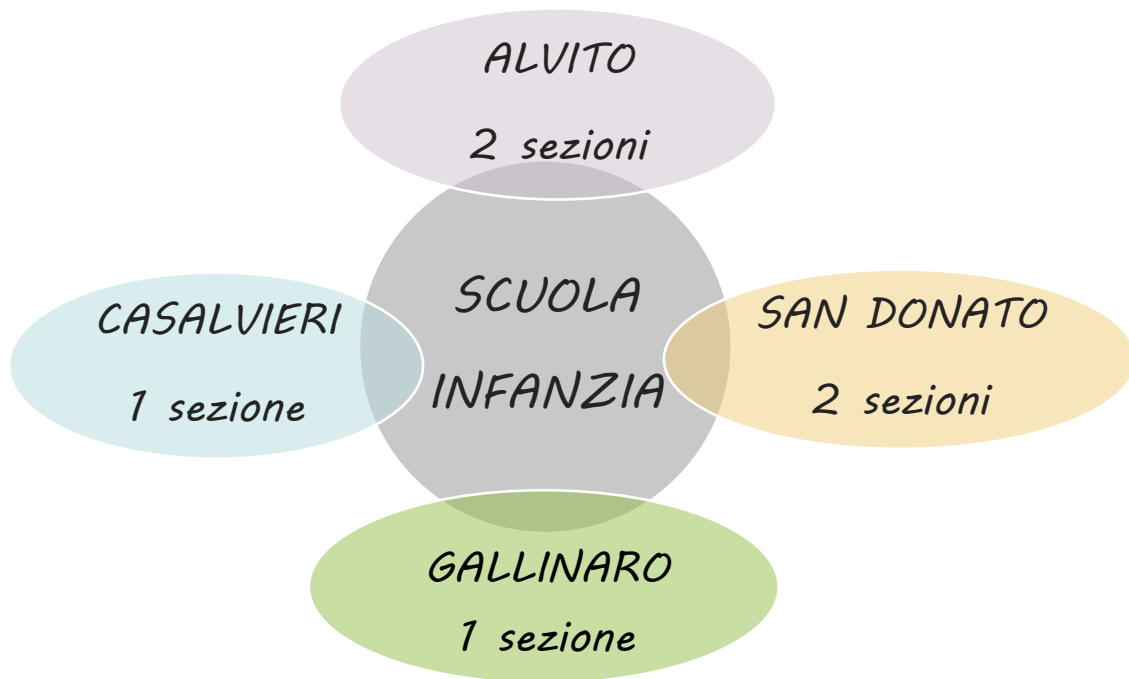 ALVITO
2 sezioni
SCUOLA
INFANZIA
CASALVIERI
1 sezione
SAN DONATO
2 sezioni
GALLINARO
1 sezione